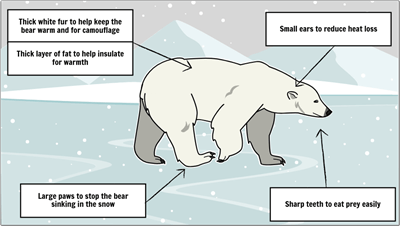 Thick white fur to help keep the
bear warm and for camouflage
Thick layer of fat to help insulate
for warmth
Small ears to reduce heat loss
Large paws to stop the bear
sinking in the snow
Sharp teeth to eat prey easily